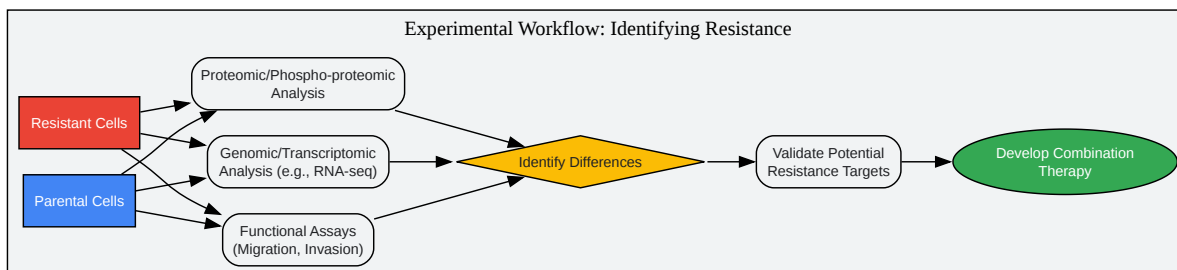 Experimental Workflow: Identifying Resistance
Proteomic/Phospho-proteomic
Analysis
Resistant Cells
Genomic/Transcriptomic
Analysis (e.g., RNA-seq)
Parental Cells
Functional Assays
(Migration, Invasion)
Identify Differences
Validate Potential
Resistance Targets
Develop Combination
Therapy